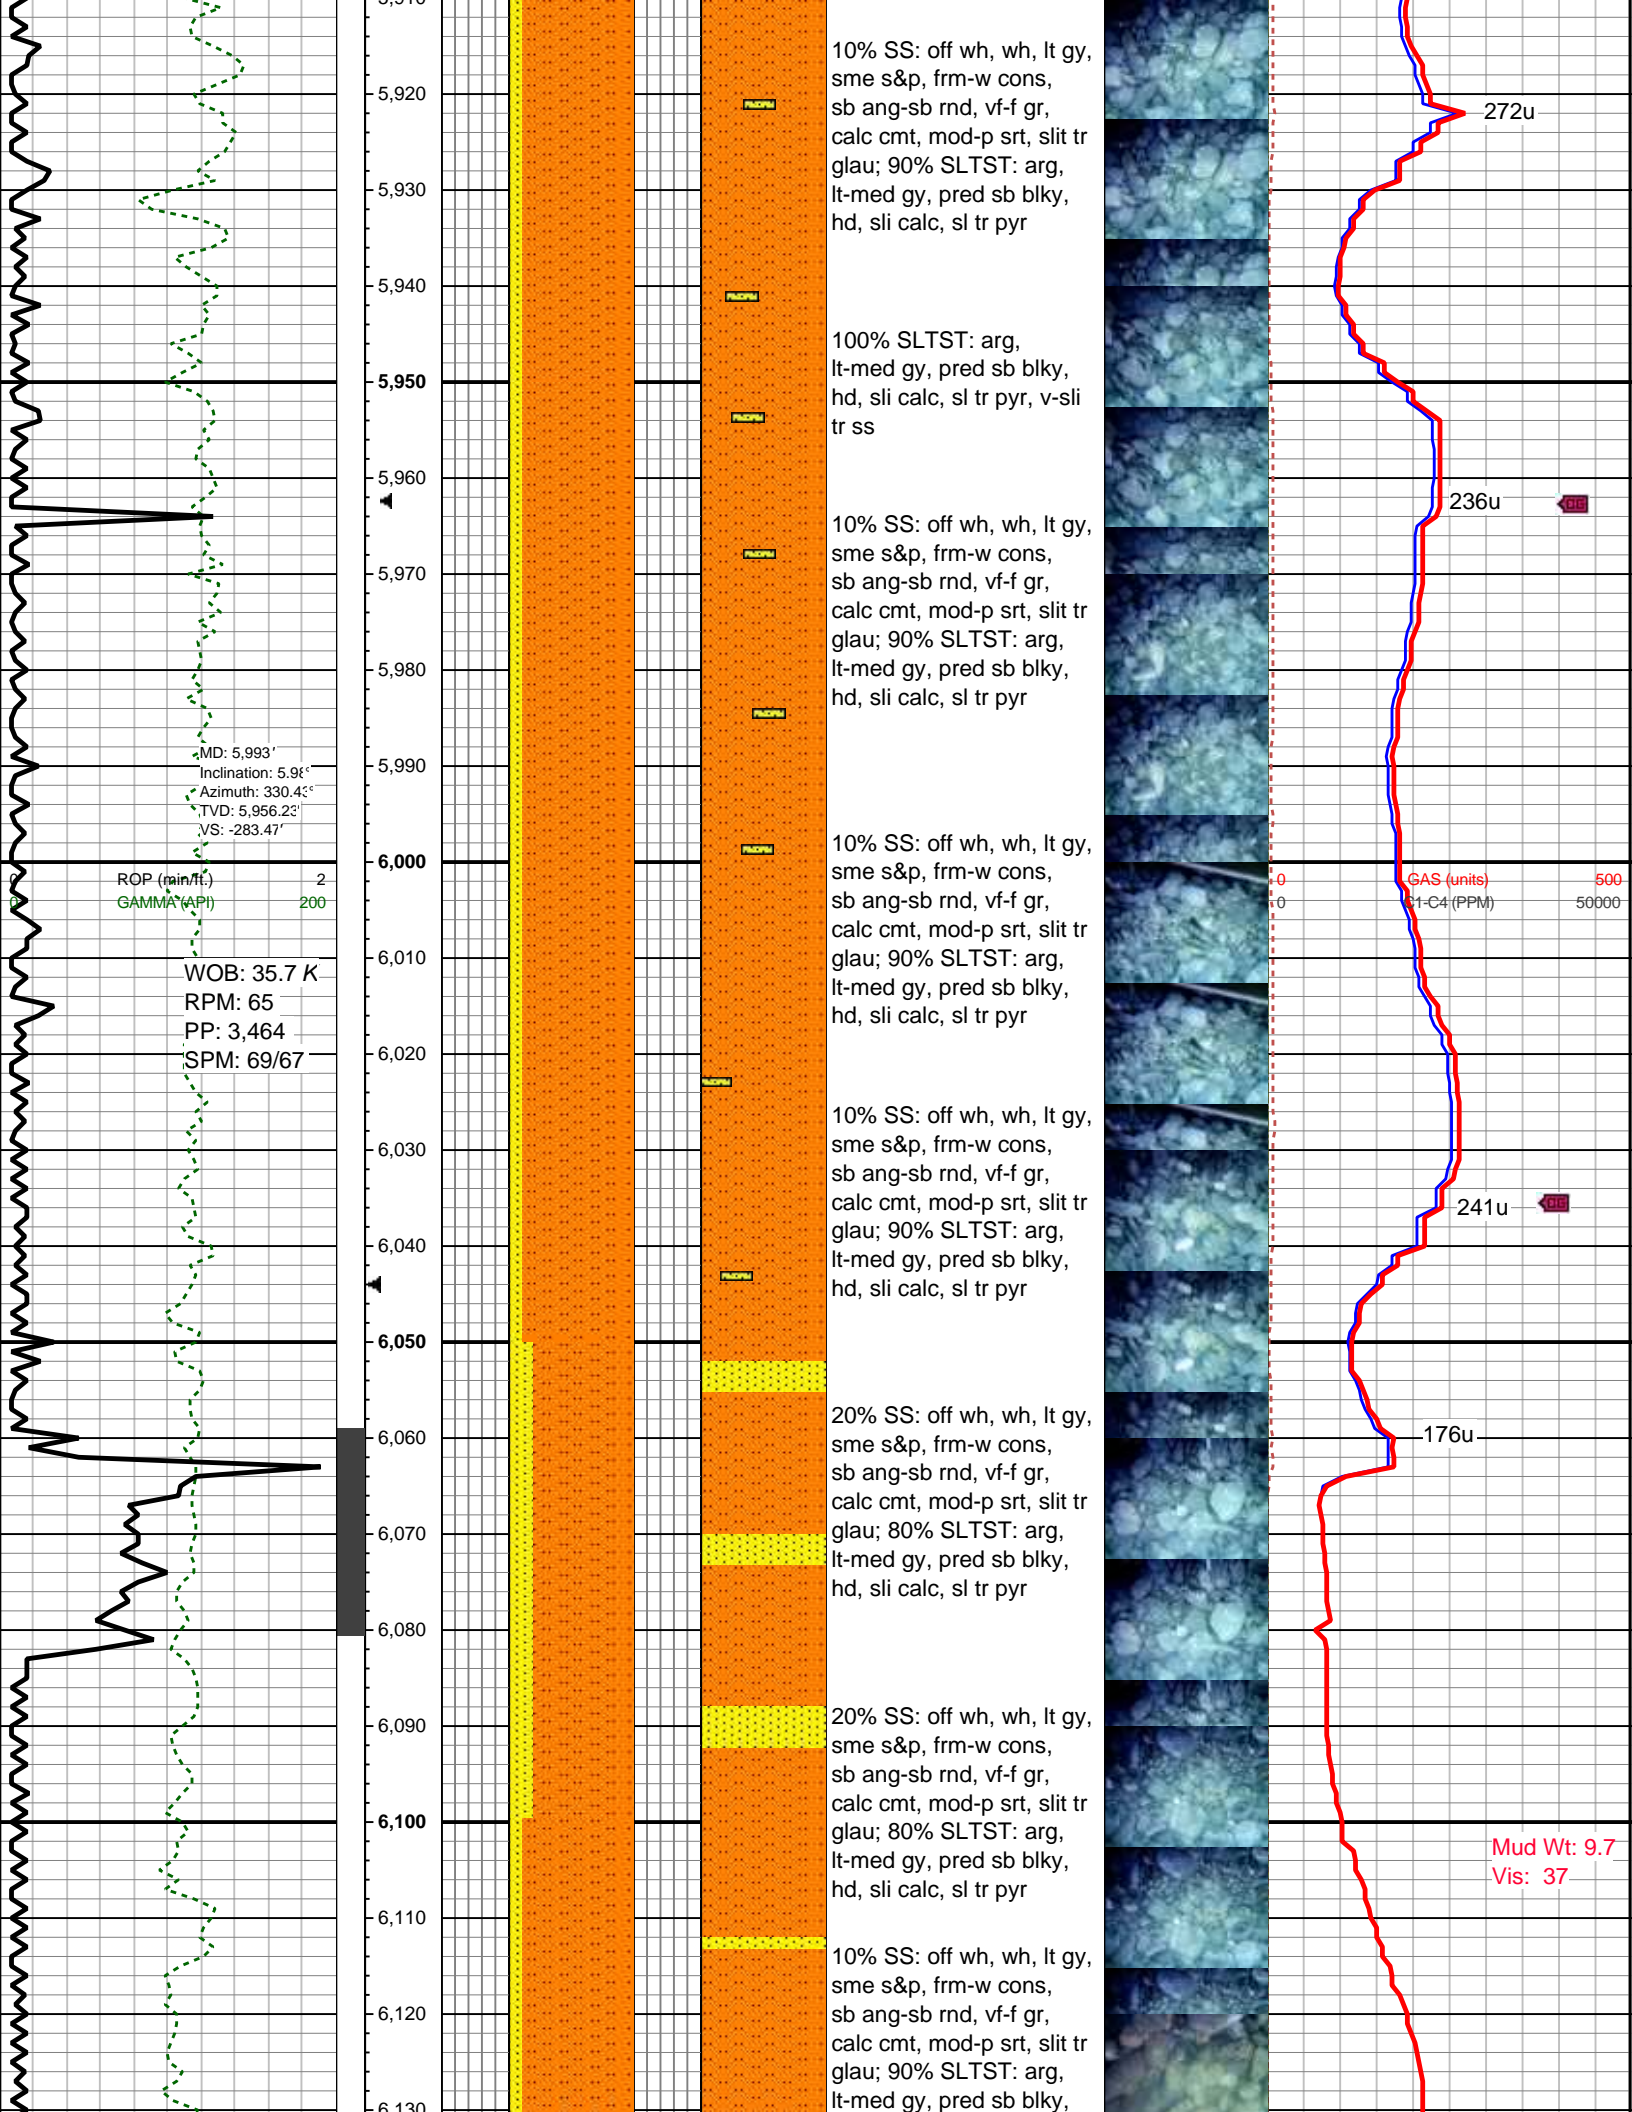 10% SS: off wh, wh, lt gy,
sme s&p, frm-w cons,
sb ang-sb rnd, vf-f gr,
calc cmt, mod-p srt, slit tr
glau; 90% SLTST: arg,
lt-med gy, pred sb blky,
hd, sli calc, sl tr pyr
5,920
272u
5,930
5,940
100% SLTST: arg,
lt-med gy, pred sb blky,
hd, sli calc, sl tr pyr, v-sli
tr ss
5,950
5,960
236u
10% SS: off wh, wh, lt gy,
sme s&p, frm-w cons,
sb ang-sb rnd, vf-f gr,
calc cmt, mod-p srt, slit tr
glau; 90% SLTST: arg,
lt-med gy, pred sb blky,
hd, sli calc, sl tr pyr
5,970
5,980
5,990
MD: 5,993'
Inclination: 5.98°
Azimuth: 330.43°
TVD: 5,956.23'
VS: -283.47'
6,000
10% SS: off wh, wh, lt gy,
sme s&p, frm-w cons,
sb ang-sb rnd, vf-f gr,
calc cmt, mod-p srt, slit tr
glau; 90% SLTST: arg,
lt-med gy, pred sb blky,
hd, sli calc, sl tr pyr
0 ROP (min/ft.) 2
0 GAMMA (API) 200
0 GAS (units) 500
0 C1-C4 (PPM) 50000
6,010
WOB: 35.7 K
RPM: 65
PP: 3,464
SPM: 69/67
6,020
6,030
10% SS: off wh, wh, lt gy,
sme s&p, frm-w cons,
sb ang-sb rnd, vf-f gr,
calc cmt, mod-p srt, slit tr
glau; 90% SLTST: arg,
lt-med gy, pred sb blky,
hd, sli calc, sl tr pyr
241u
6,040
6,050
6,060
176u
20% SS: off wh, wh, lt gy,
sme s&p, frm-w cons,
sb ang-sb rnd, vf-f gr,
calc cmt, mod-p srt, slit tr
glau; 80% SLTST: arg,
lt-med gy, pred sb blky,
hd, sli calc, sl tr pyr
6,070
6,080
6,090
20% SS: off wh, wh, lt gy,
sme s&p, frm-w cons,
sb ang-sb rnd, vf-f gr,
calc cmt, mod-p srt, slit tr
glau; 80% SLTST: arg,
lt-med gy, pred sb blky,
hd, sli calc, sl tr pyr
6,100
Mud Wt: 9.7
Vis: 37
6,110
10% SS: off wh, wh, lt gy,
sme s&p, frm-w cons,
sb ang-sb rnd, vf-f gr,
calc cmt, mod-p srt, slit tr
glau; 90% SLTST: arg,
lt-med gy, pred sb blky,
6,120
6,130